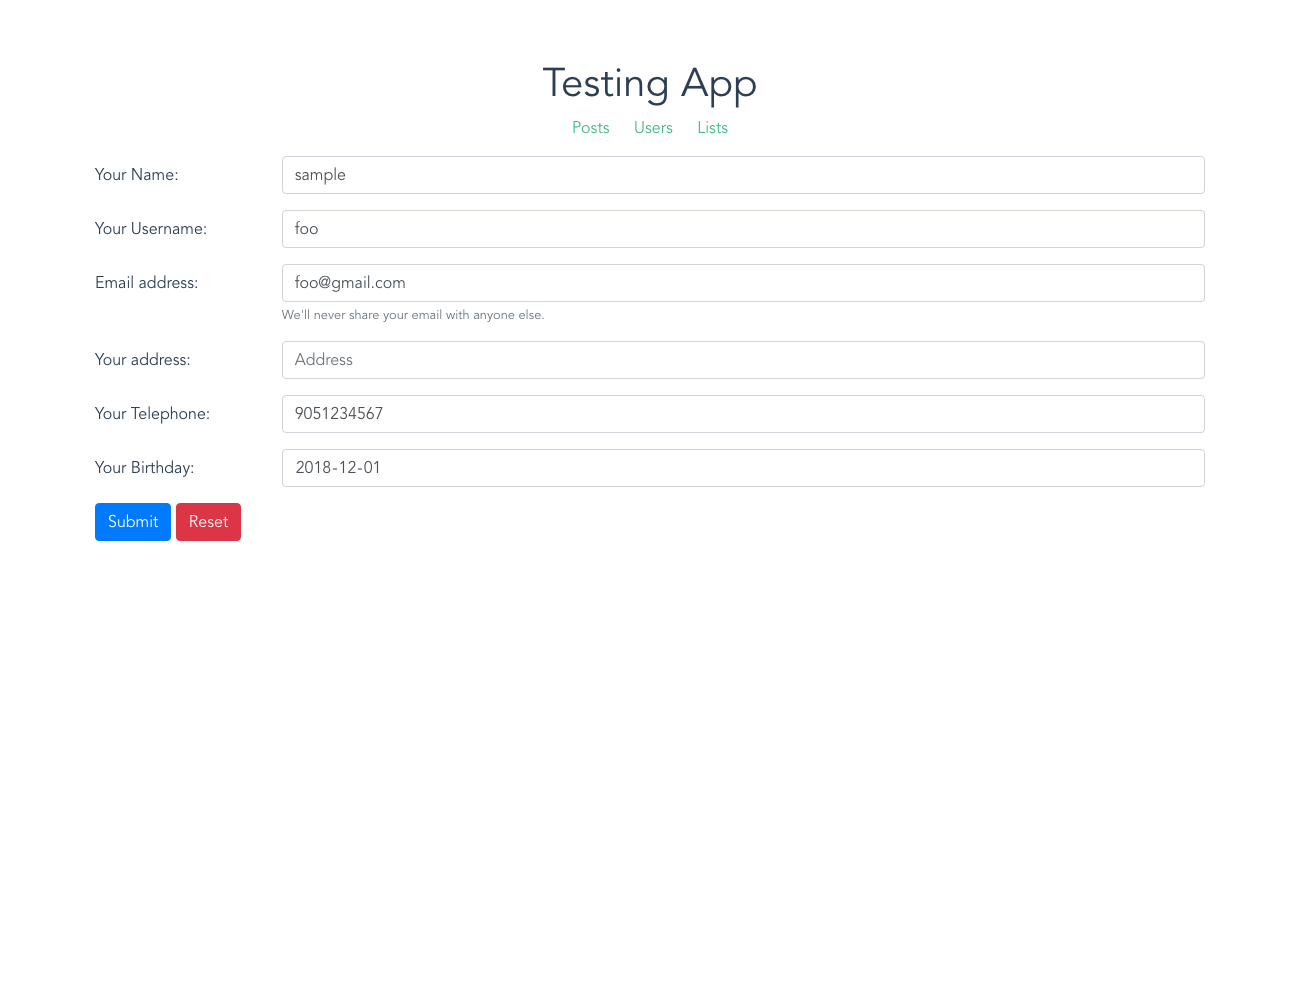 Testing App
Posts Users Lists
Your Name: sample
Your Username: foo
Email address: foo@gmail.com
We'll never share your email with anyone else.
Your address: Address
Your Telephone: 9051234567
Your Birthday: 2018-12-01
Submit Reset